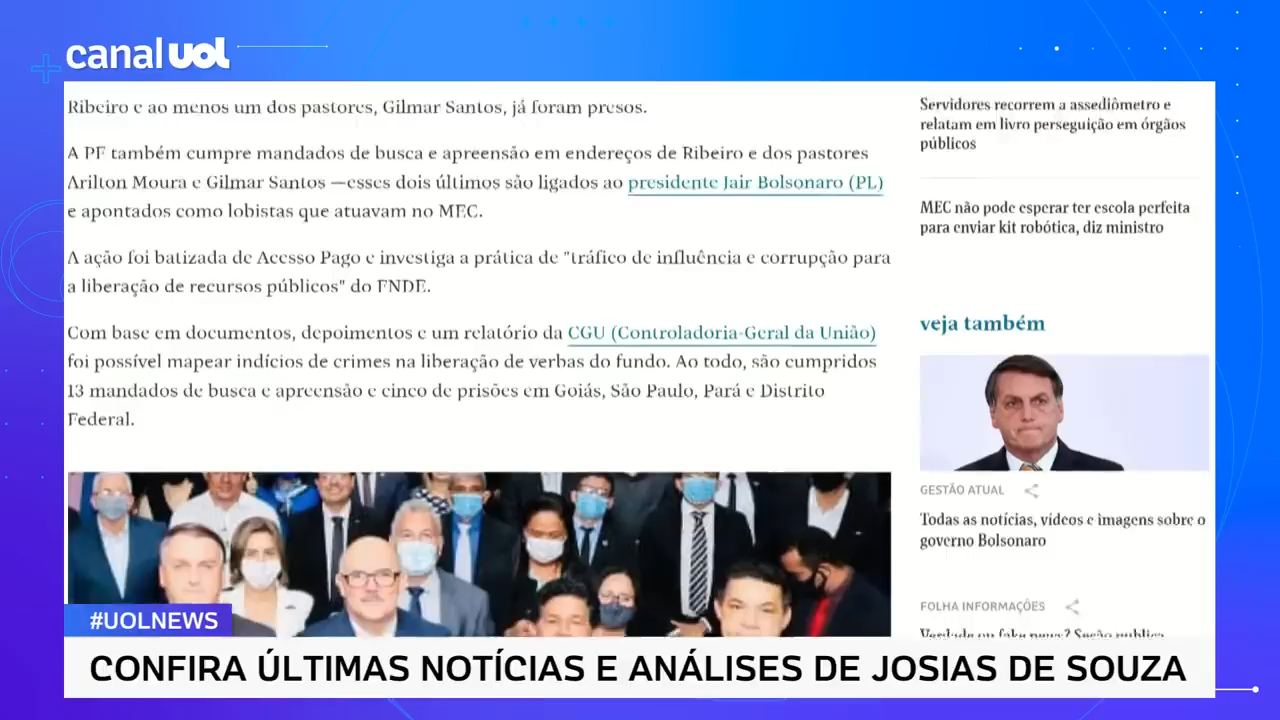 canal uol
Ribeiro e ao menos um dos pastores, Gilmar Santos, já foram presos.
A PF também cumpre mandados de busca e apreensão em endereços de Ribeiro e dos pastores
Arilton Moura e Gilmar Santos —esses dois últimos são ligados ao presidente Jair Bolsonaro (PL)
e apontados como lobistas que atuavam no MEC.
A ação foi batizada de Acesso Pago e investiga a prática de "tráfico de influência e corrupção para
a liberação de recursos públicos" do FNDE.
Com base em documentos, depoimentos e um relatório da CGU (Controladoria-Geral da União)
foi possível mapear indícios de crimes na liberação de verbas do fundo. Ao todo, são cumpridos
13 mandados de busca e apreensão e cinco de prisões em Goiás, São Paulo, Pará e Distrito
Federal.
Servidores recorrem a assediômetro e
relatam em livro perseguição em órgãos
públicos
MEC não pode esperar ter escola perfeita
para enviar kit robótica, diz ministro
veja também
GESTÃO ATUAL
Todas as notícias, vídeos e imagens sobre o
governo Bolsonaro
FOLHA INFORMAÇÕES
Verdade ou fake news? Seção publica
#UOLNEWS
CONFIRA ÚLTIMAS NOTÍCIAS E ANÁLISES DE JOSIAS DE SOUZA